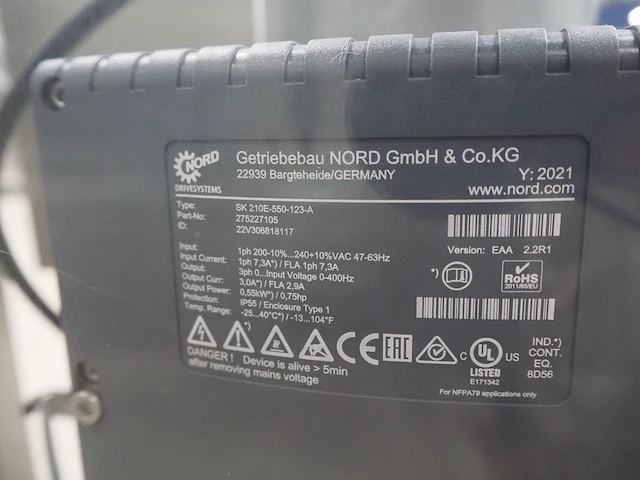 NORD
DRIVESYSTEMS
Getriebebau NORD GmbH & Co.KG
22939 Bargteheide/GERMANY
Y: 2021
www.nord.com
Type: SK 210E-550-123-A
Part-No: 275227105
ID: 22V306818117
Version: EAA 2.2R1
Input: 1ph 200-10%...240+10%VAC 47-63Hz
Input Current: 1ph 7,3A*) / FLA 1ph 7,3A
Output: 3ph 0...Input Voltage 0-400Hz
Output Curr: 3,0A*) / FLA 2,9A
Output Power: 0,55kW*) / 0,75hp
Protection: IP55 / Enclosure Type 1
Temp. Range: -25...40°C*) / -13...104°F
*)
RoHS
2011/65/EU
CE EAC C UL US
LISTED
E171342
IND.*)
CONT.
EQ.
8D56
DANGER ! Device is alive > 5min
after removing mains voltage
For NFPA79 applications only